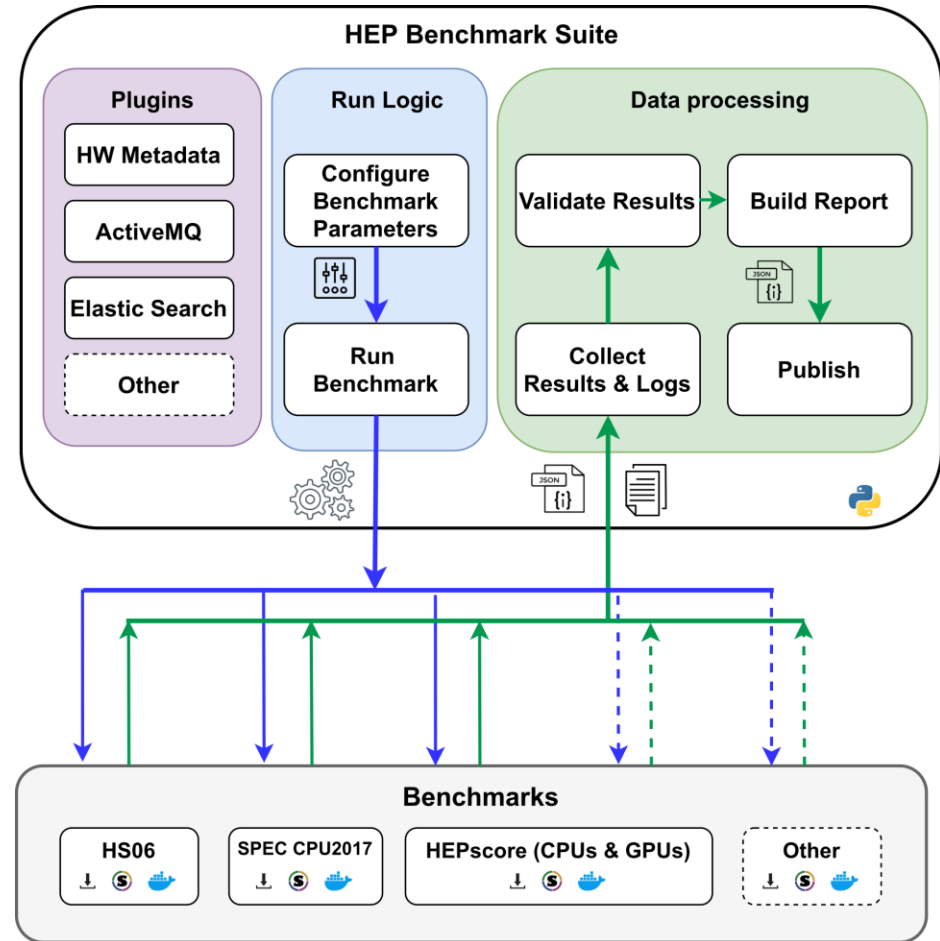 HEP Benchmark Suite
Plugins
HW Metadata
ActiveMQ
Elastic Search
Other
Run Logic
Configure
Benchmark
Parameters
Run
Benchmark
Data processing
Validate Results
Build Report
JSON
{i}
Collect
Results & Logs
Publish
JSON
{i}
Benchmarks
HS06
S
SPEC CPU2017
S
HEPscore (CPUs & GPUs)
S
Other
S